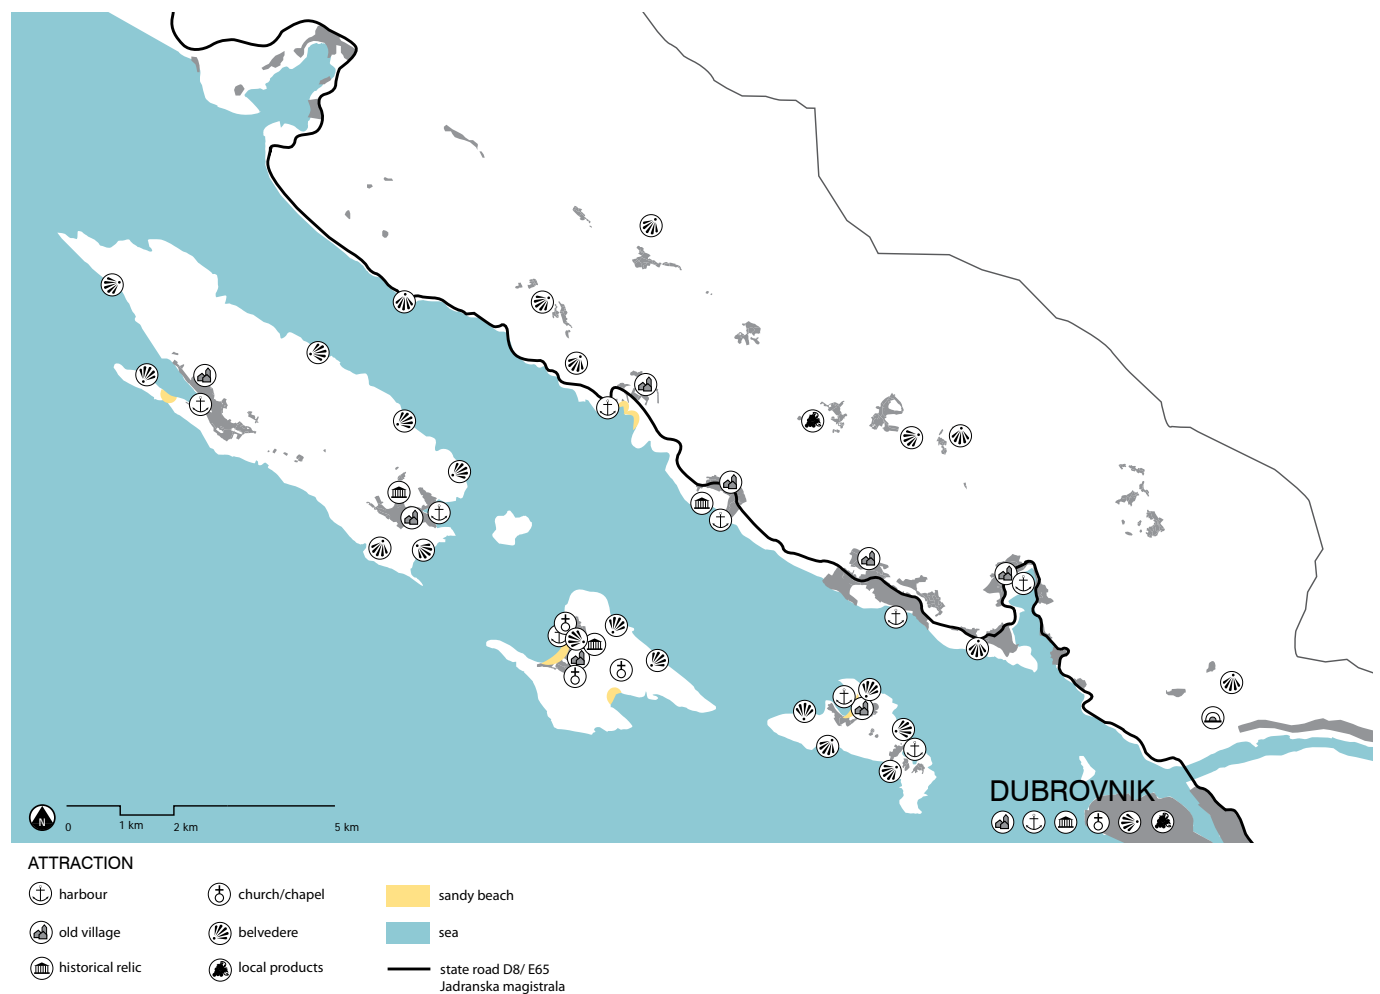 DUBROVNIK
N
0
1 km
2 km
5 km
ATTRACTION
harbour
church/chapel
sandy beach
old village
belvedere
sea
historical relic
local products
state road D8/ E65
Jadranska magistrala